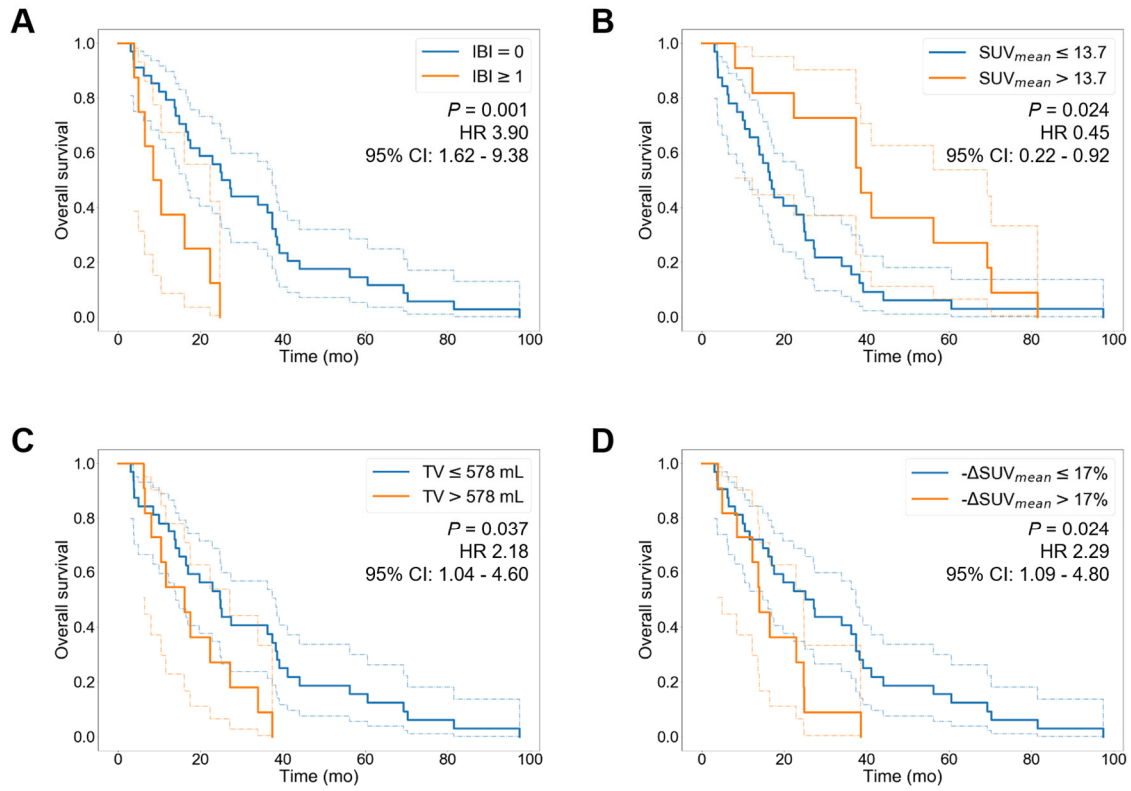 A
IBI = 0
IBI ≥ 1
P = 0.001
HR 3.90
95% CI: 1.62 - 9.38
Overall survival
1.0
0.8
0.6
0.4
0.2
0.0
0 20 40 60 80 100
Time (mo)
B
SUVmean ≤ 13.7
SUVmean > 13.7
P = 0.024
HR 0.45
95% CI: 0.22 - 0.92
Overall survival
1.0
0.8
0.6
0.4
0.2
0.0
0 20 40 60 80 100
Time (mo)
C
TV ≤ 578 mL
TV > 578 mL
P = 0.037
HR 2.18
95% CI: 1.04 - 4.60
Overall survival
1.0
0.8
0.6
0.4
0.2
0.0
0 20 40 60 80 100
Time (mo)
D
-ΔSUVmean ≤ 17%
-ΔSUVmean > 17%
P = 0.024
HR 2.29
95% CI: 1.09 - 4.80
Overall survival
1.0
0.8
0.6
0.4
0.2
0.0
0 20 40 60 80 100
Time (mo)